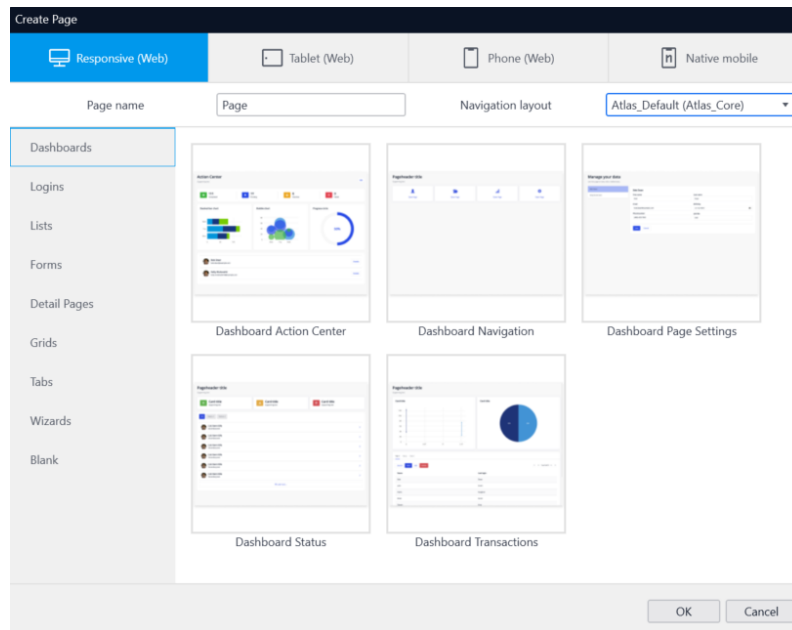 Create Page
Responsive (Web)
Tablet (Web)
Phone (Web)
Native mobile
Page name
Page
Navigation layout
Atlas_Default (Atlas_Core)
Dashboards
Logins
Lists
Forms
Detail Pages
Grids
Tabs
Wizards
Blank
Action Center
Pageheader title
Manage your Data
Dashboard Action Center
Dashboard Navigation
Dashboard Page Settings
Pageheader title
Pageheader title
Dashboard Status
Dashboard Transactions
OK
Cancel